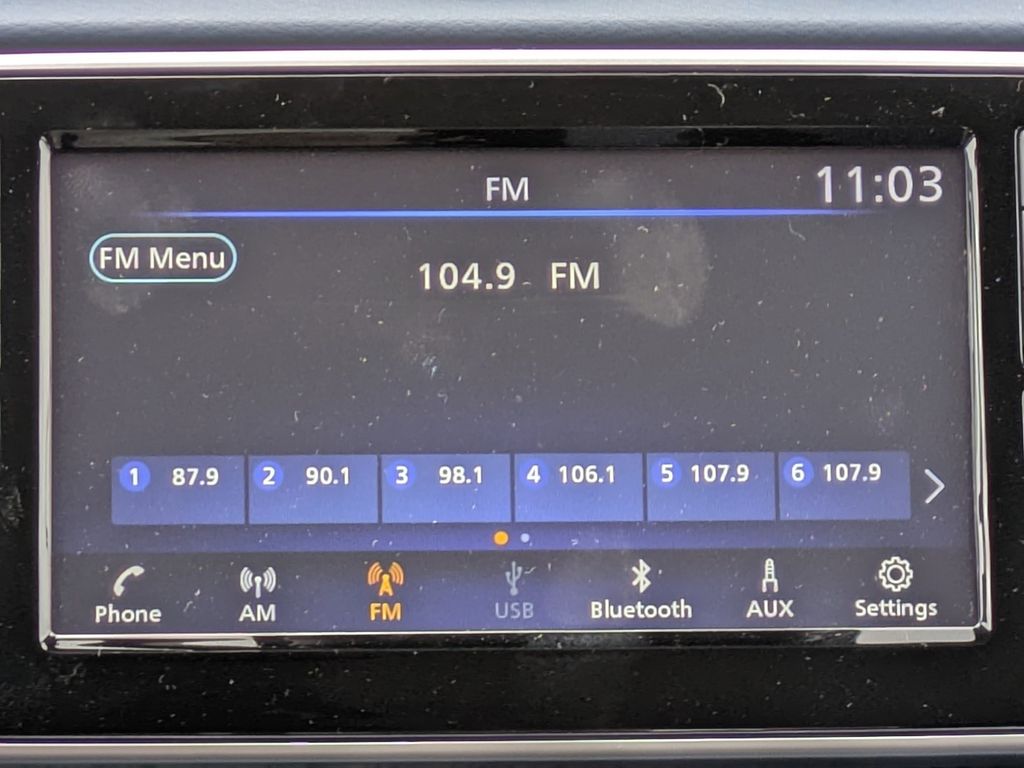 FM 11:03
FM Menu
104.9 FM
1 87.9 2 90.1 3 98.1 4 106.1 5 107.9 6 107.9
Phone AM FM USB Bluetooth AUX Settings